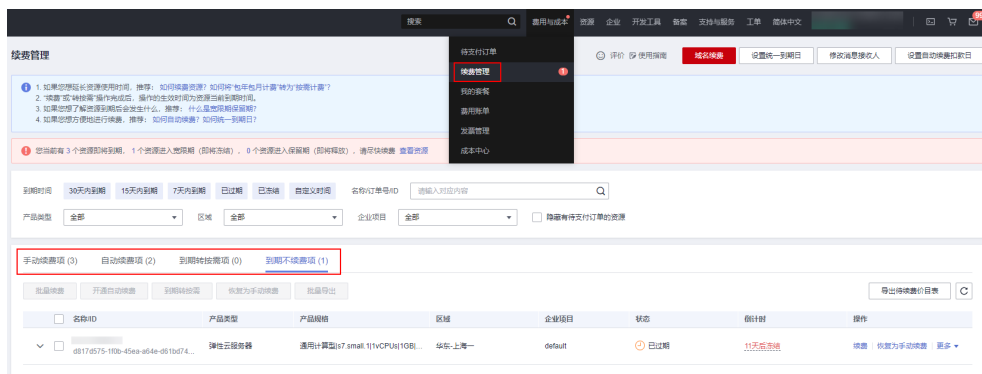 搜索
费用与成本 资源 企业 开发工具 备案 支持与服务 工单 简体中文
续费管理
评价 使用指南 域名续费 设置统一到期日 修改消息接收人 设置自动续费扣款日
待支付订单
续费管理 1
我的套餐
费用账单
发票管理
成本中心
1. 如果您想延长资源使用时间，推荐： 如何续费资源? 如何将“包年包月计费”转为“按需计费”?
2. “续费”或“转按需”操作完成后，操作的生效时间为资源当前到期时间。
3. 如果您想了解资源到期后会发生什么，推荐： 什么是宽限期保留期?
4. 如果您想方便地进行续费，推荐： 如何自动续费? 如何统一到期日?
您当前有 3 个资源即将到期， 1 个资源进入宽限期（即将冻结）， 0 个资源进入保留期（即将释放），请尽快续费 查看资源
到期时间 30天内到期 15天内到期 7天内到期 已过期 已冻结 自定义时间 名称/订单号/ID 请输入对应内容
产品类型 全部 区域 全部 企业项目 全部 隐藏有待支付订单的资源
手动续费项 (3) 自动续费项 (2) 到期转按需项 (0) 到期不续费项 (1)
批量续费 开通自动续费 到期转按需 恢复为手动续费 批量导出 导出待续费价目表
名称/ID 产品类型 产品规格 区域 企业项目 状态 倒计时 操作
d817d575-1f0b-45ea-a64e-d61bd74... 弹性云服务器 通用计算型|s7.small.1|1vCPUs|1GB|... 华东-上海一 default 已过期 11天后冻结 续费 恢复为手动续费 更多